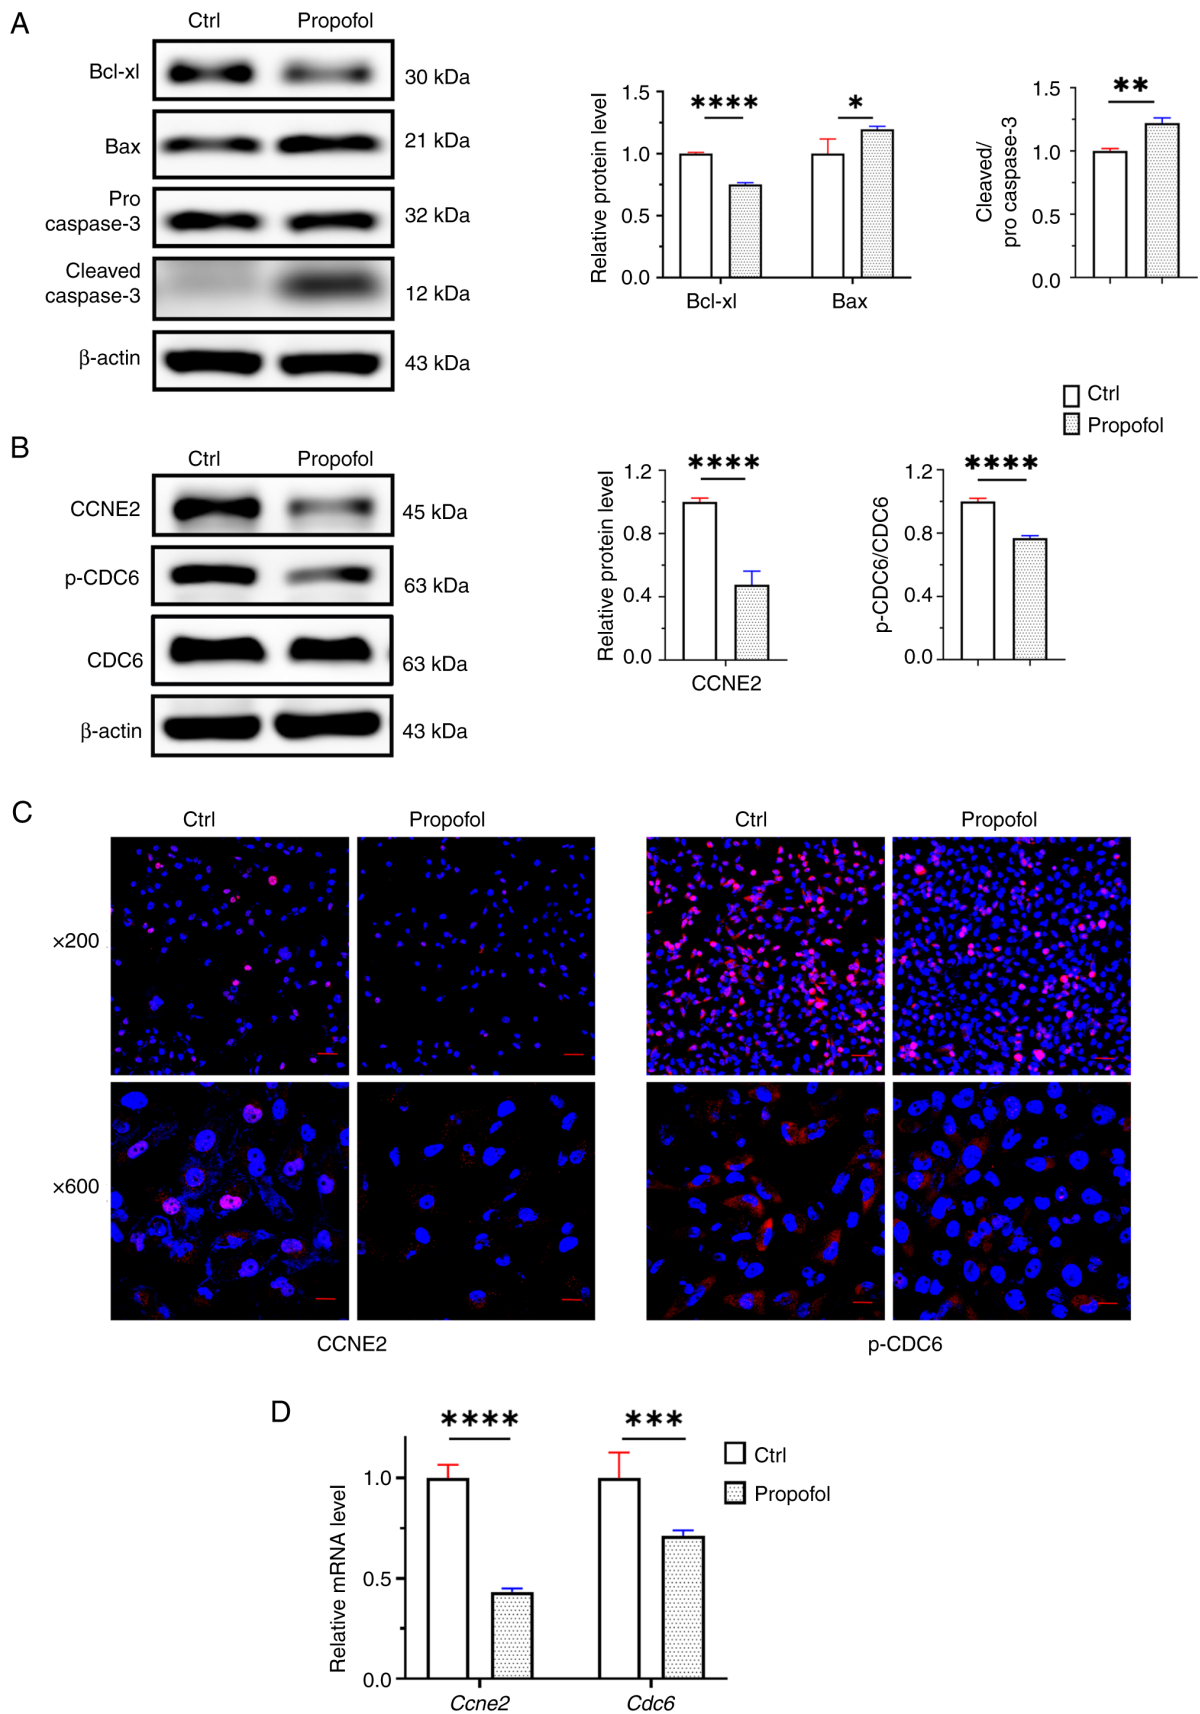 A
Ctrl
Propofol
Bcl-xl
30 kDa
Bax
21 kDa
Pro
caspase-3
32 kDa
Cleaved
caspase-3
12 kDa
β-actin
43 kDa
Relative protein level
1.5
1.0
0.5
0.0
****
*
Bcl-xl
Bax
Cleaved/
pro caspase-3
1.5
1.0
0.5
0.0
**
Ctrl
Propofol
B
Ctrl
Propofol
CCNE2
45 kDa
p-CDC6
63 kDa
CDC6
63 kDa
β-actin
43 kDa
Relative protein level
1.2
0.8
0.4
0.0
****
CCNE2
p-CDC6/CDC6
1.2
0.8
0.4
0.0
****
C
Ctrl
Propofol
Ctrl
Propofol
×200
×600
CCNE2
p-CDC6
D
Relative mRNA level
1.0
0.5
0.0
****
***
Ccne2
Cdc6
Ctrl
Propofol